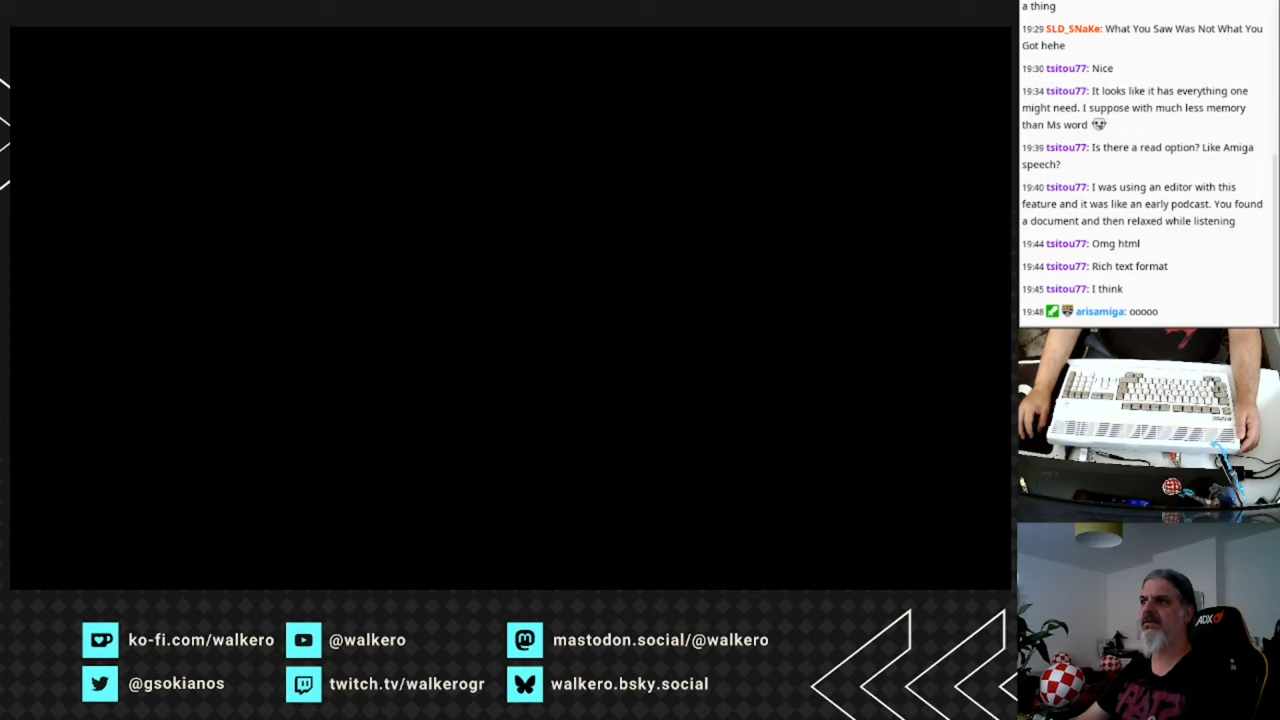 a thing
19:29 SLD_SNaKe: What You Saw Was Not What You
Got hehe
19:30 tsitou77: Nice
19:34 tsitou77: It looks like it has everything one
might need. I suppose with much less memory
than Ms word
19:39 tsitou77: Is there a read option? Like Amiga
speech?
19:40 tsitou77: I was using an editor with this
feature and it was like an early podcast. You found
a document and then relaxed while listening
19:44 tsitou77: Omg html
19:44 tsitou77: Rich text format
19:45 tsitou77: I think
19:48 arisamiga: ooooo
ADX
ko-fi.com/walkero
@walkero
mastodon.social/@walkero
@gsokianos
twitch.tv/walkerogr
walkero.bsky.social